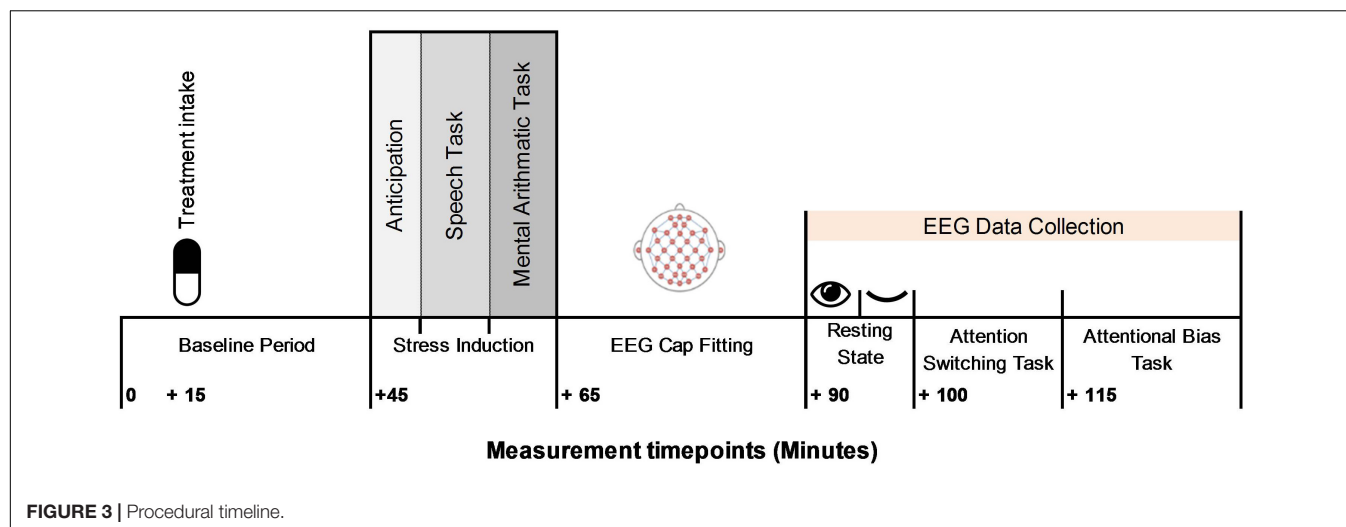 Treatment intake
Anticipation
Speech Task
Mental Arithmatic Task
EEG Data Collection
Baseline Period
Stress Induction
EEG Cap Fitting
Resting
State
Attention
Switching Task
Attentional Bias
Task
0
+ 15
+45
+ 65
+ 90
+ 100
+ 115
Measurement timepoints (Minutes)
FIGURE 3 | Procedural timeline.